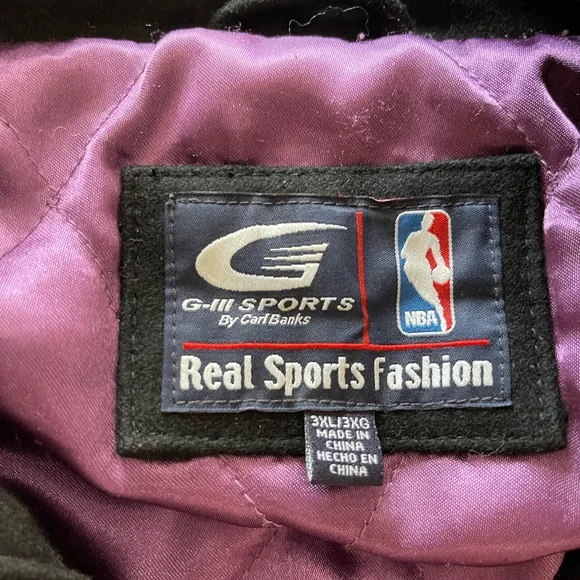 G-III SPORTS
By Carl Banks
NBA
Real Sports Fashion
3XL/3XG
MADE IN
CHINA
HECHO EN
CHINA